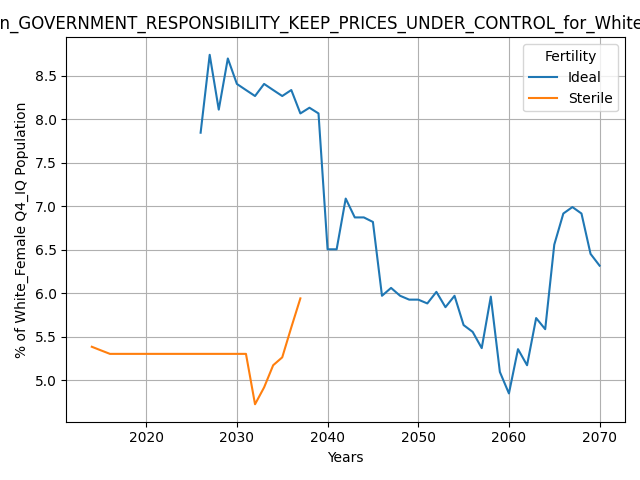 n_GOVERNMENT_RESPONSIBILITY_KEEP_PRICES_UNDER_CONTROL_for_White
% of White_Female Q4_IQ Population
8.5
8.0
7.5
7.0
6.5
6.0
5.5
5.0
Fertility
Ideal
Sterile
2020 2030 2040 2050 2060 2070
Years